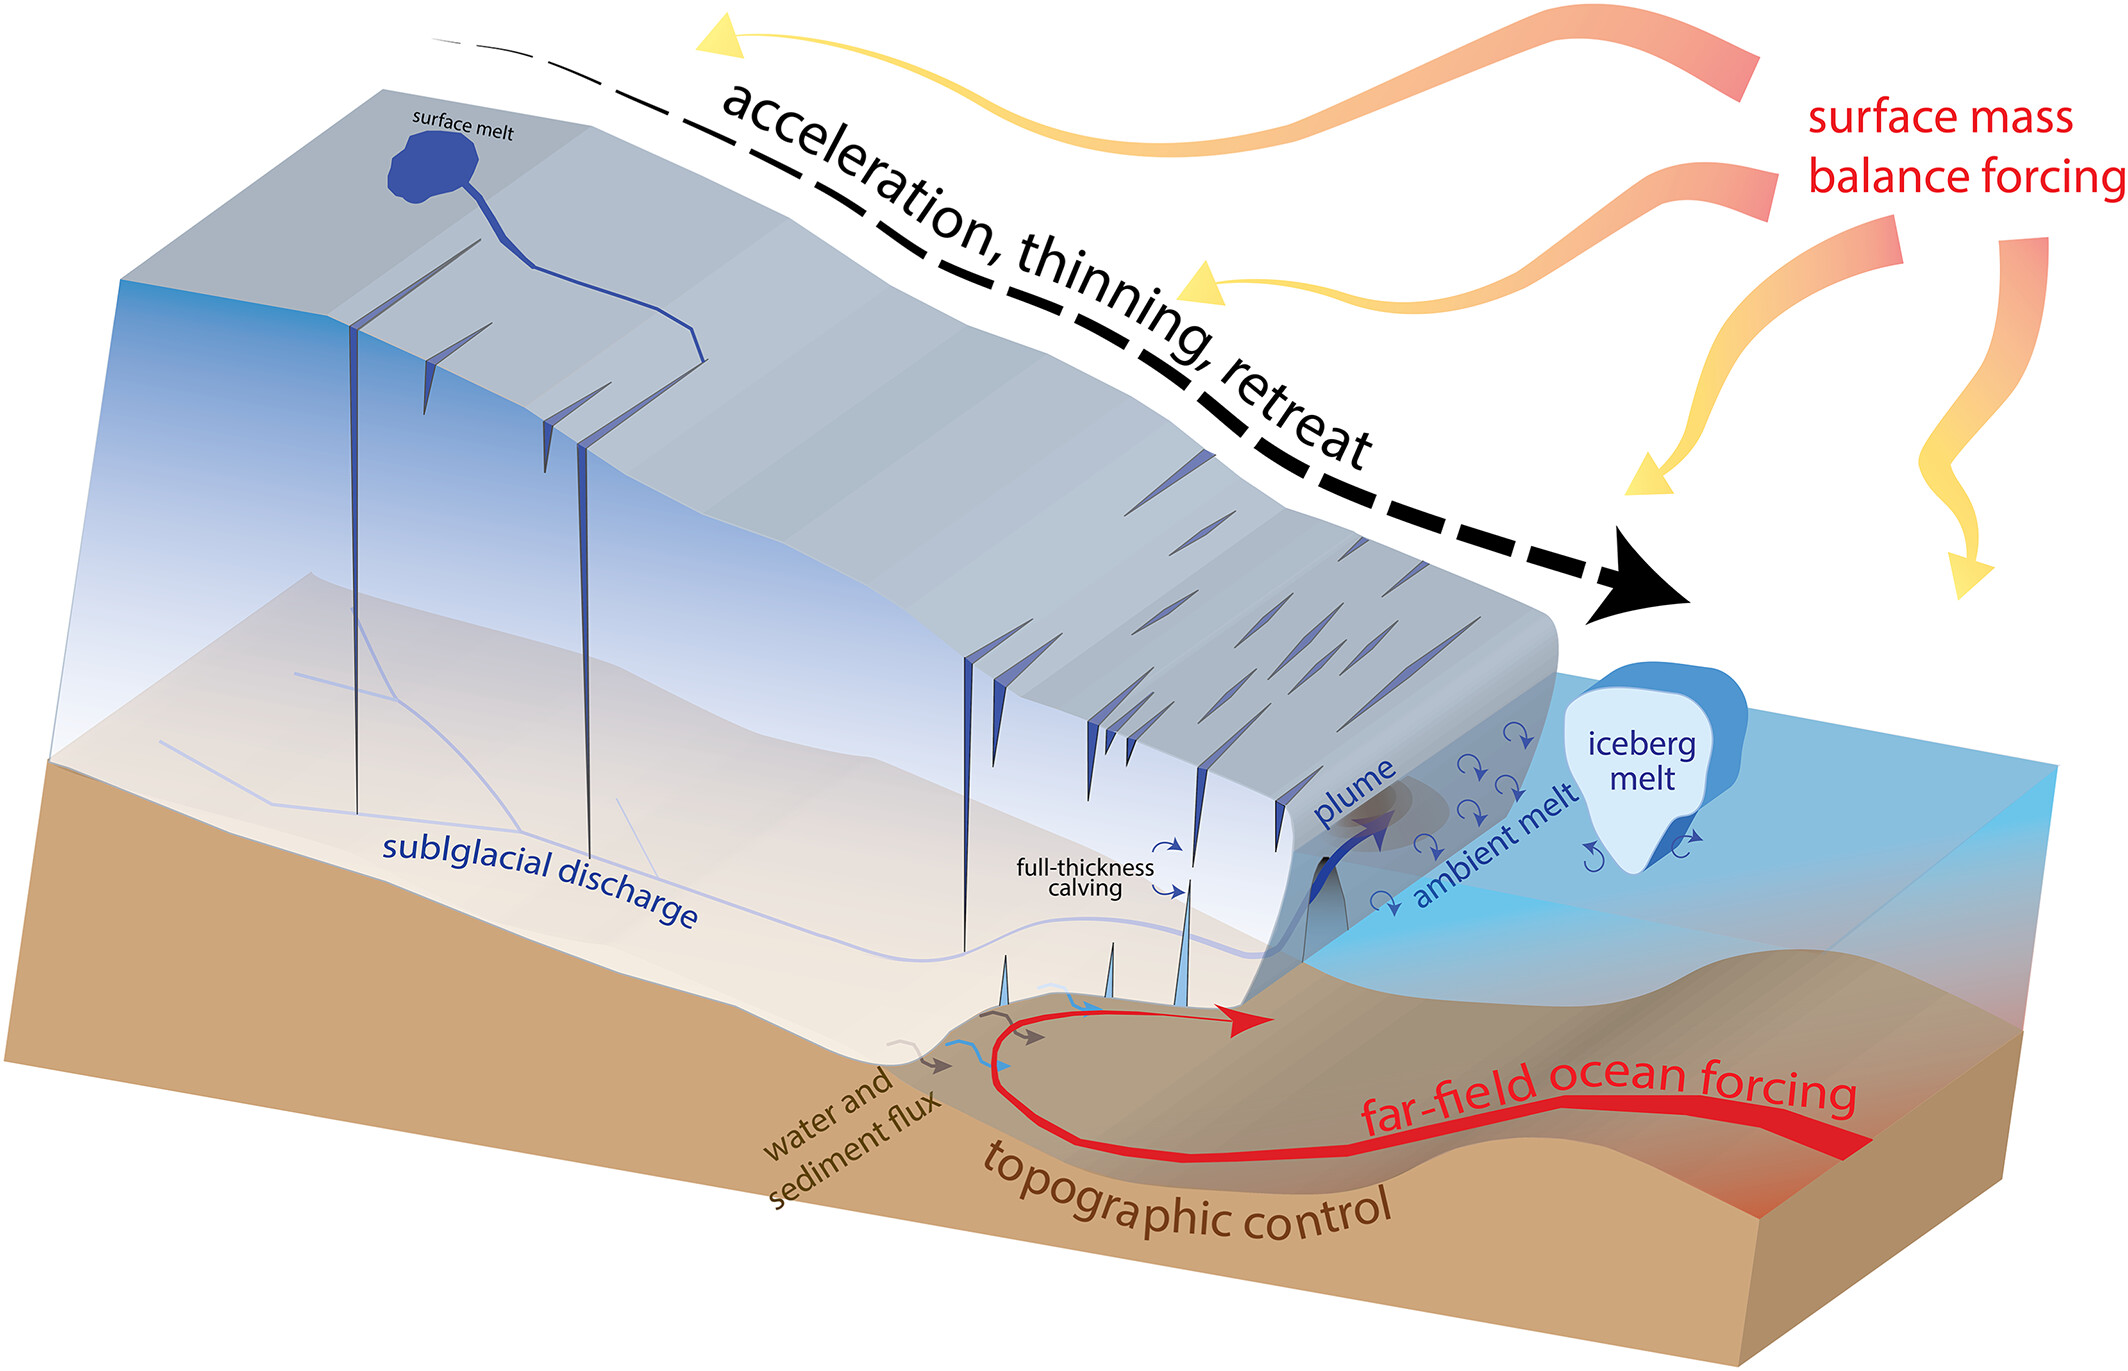 surface melt
acceleration, thinning, retreat
surface mass
balance forcing
iceberg
melt
plume
ambient melt
full-thickness
calving
sublglacial discharge
far-field ocean forcing
water and
sediment flux
topographic control